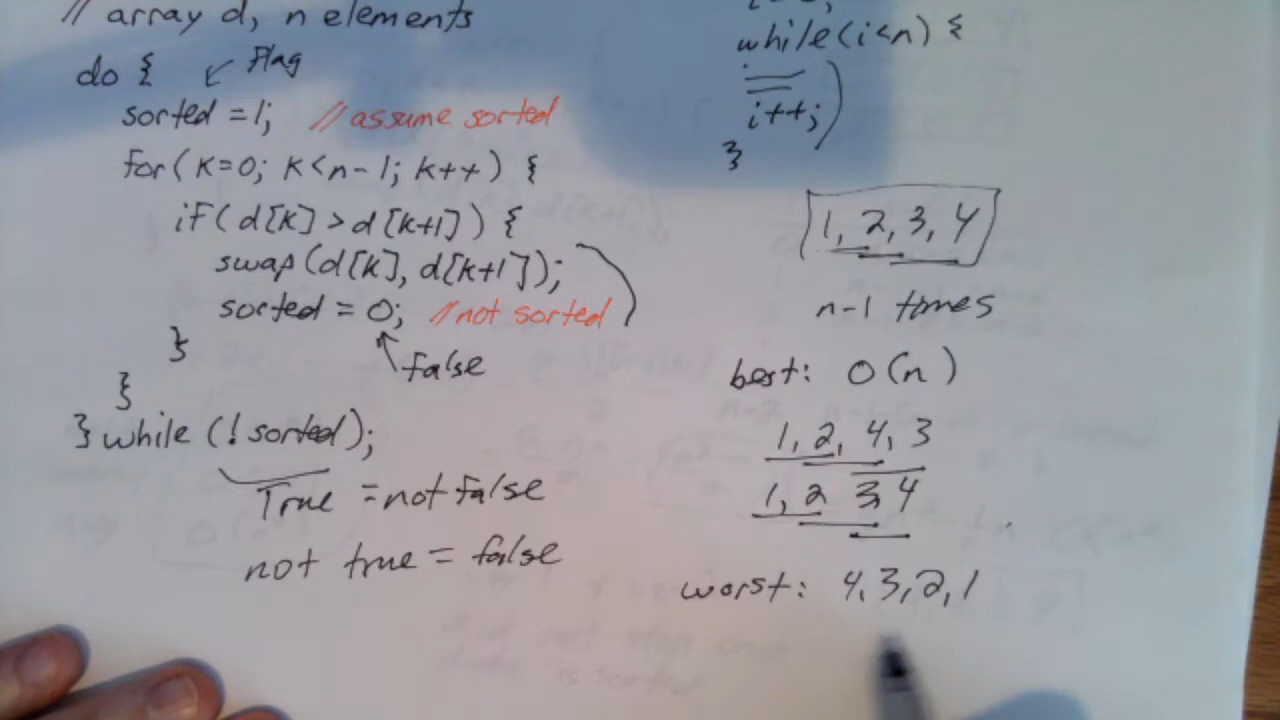 // array d, n elements
do {
Flag
sorted = 1; // assume sorted
for( k=0; k<n-1; k++ ) {
if( d[k] > d[k+1] ) {
swap(d[k], d[k+1]);
sorted = 0; // not sorted
}
false
}
} while (! sorted);
True = not false
not true = false
while(i<n) {
i++;
}
1, 2, 3, 4
n-1 times
best: O(n)
1, 2, 4, 3
1, 2 3, 4
worst: 4, 3, 2, 1